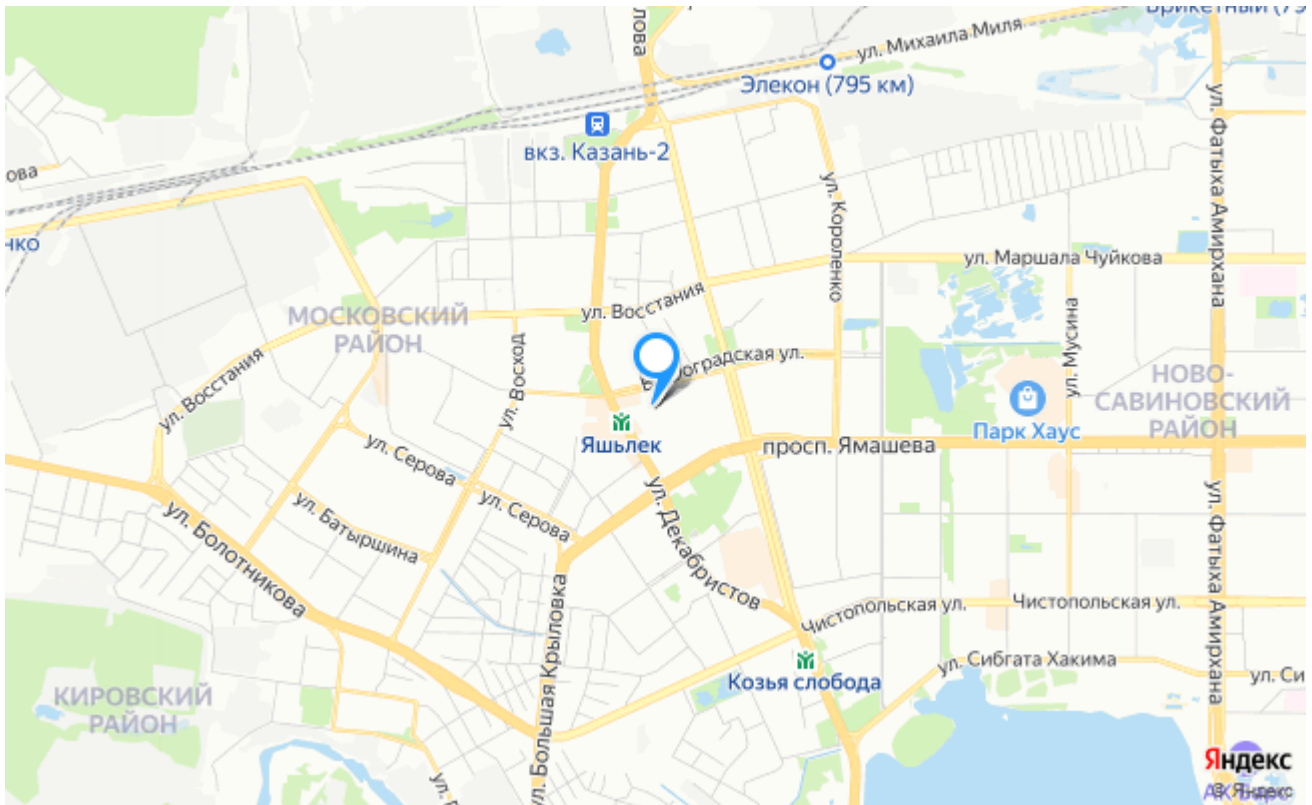 лова
ул. Михаила Миля
Элекон (795 км)
вкз. Казань-2
ова
ул. Фатыха Амирхана
ул. Короленко
нко
ул. Маршала Чуйкова
МОСКОВСКИЙ
РАЙОН
ул. Восстания
ул. Восстания
ул. Восход
ул. Мусина
НОВО-
САВИНОВСКИЙ
РАЙОН
Парк Хаус
Яшьлек
просп. Ямашева
ул. Серова
ул. Серова
ул. Батыршина
ул. Болотникова
ул. Декабристов
ул. Большая Крыловка
Чистопольская ул.
Чистопольская ул.
ул. Фатыха Амирхана
Козья слобода
ул. Сибгата Хакима
ул. Си
КИРОВСКИЙ
РАЙОН
Яндекс
© Яндекс